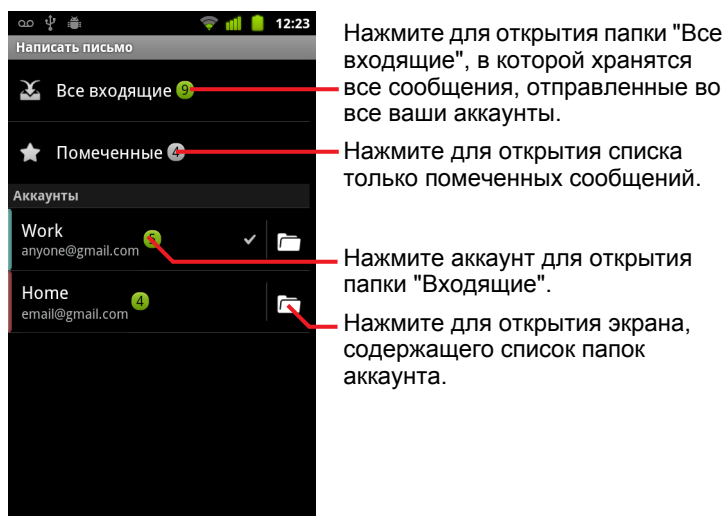 12:23
Написать письмо
Все входящие 9
Помеченные 4
Аккаунты
Work 5
anyone@gmail.com
Home 4
email@gmail.com
Нажмите для открытия папки "Все
входящие", в которой хранятся
все сообщения, отправленные во
все ваши аккаунты.
Нажмите для открытия списка
только помеченных сообщений.
Нажмите аккаунт для открытия
папки "Входящие".
Нажмите для открытия экрана,
содержащего список папок
аккаунта.